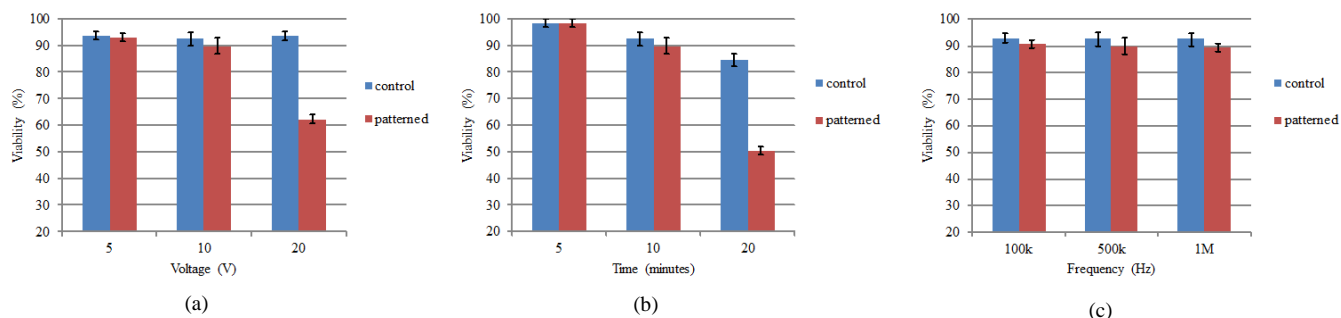 100
90
80
70
60
50
40
30
20
Viability (%)
5 10 20
Voltage (V)
control
patterned
(a)
100
90
80
70
60
50
40
30
20
Viability (%)
5 10 20
Time (minutes)
control
patterned
(b)
100
90
80
70
60
50
40
30
20
Viability (%)
100k 500k 1M
Frequency (Hz)
control
patterned
(c)